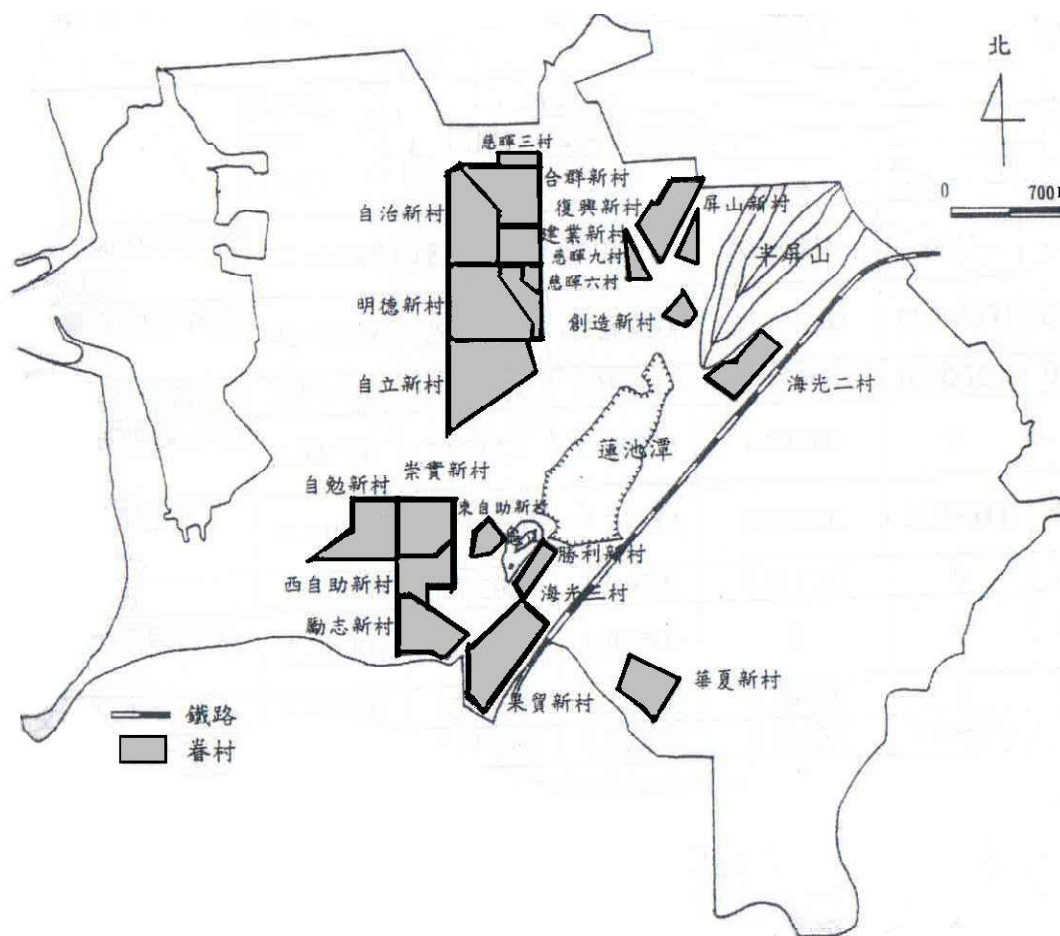 北
0 700
慈暉三村
合群新村
復興新村
屏山新村
自治新村
建業新村
慈暉九村
半屏山
慈暉六村
明德新村
創造新村
自立新村
海光二村
蓮池潭
崇實新村
自勉新村
東自助新村
龜山
勝利新村
西自助新村
海光三村
勵志新村
華夏新村
果貿新村
鐵路
眷村